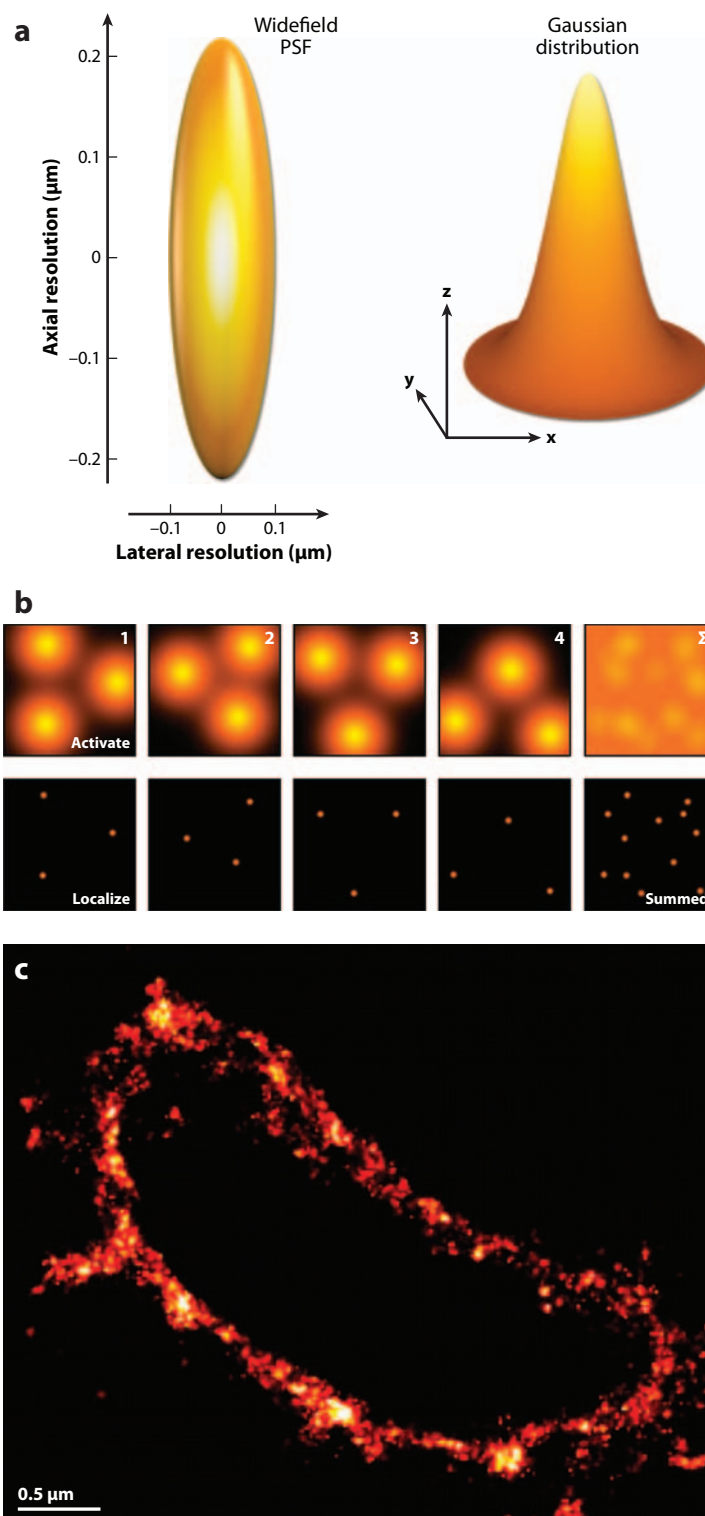 a
Widefield
PSF
Gaussian
distribution
0.2
0.1
0
−0.1
−0.2
Axial resolution (µm)
−0.1 0 0.1
Lateral resolution (µm)
z
y
x
b
1 2 3 4 Σ
Activate
Localize
Summed
c
0.5 µm